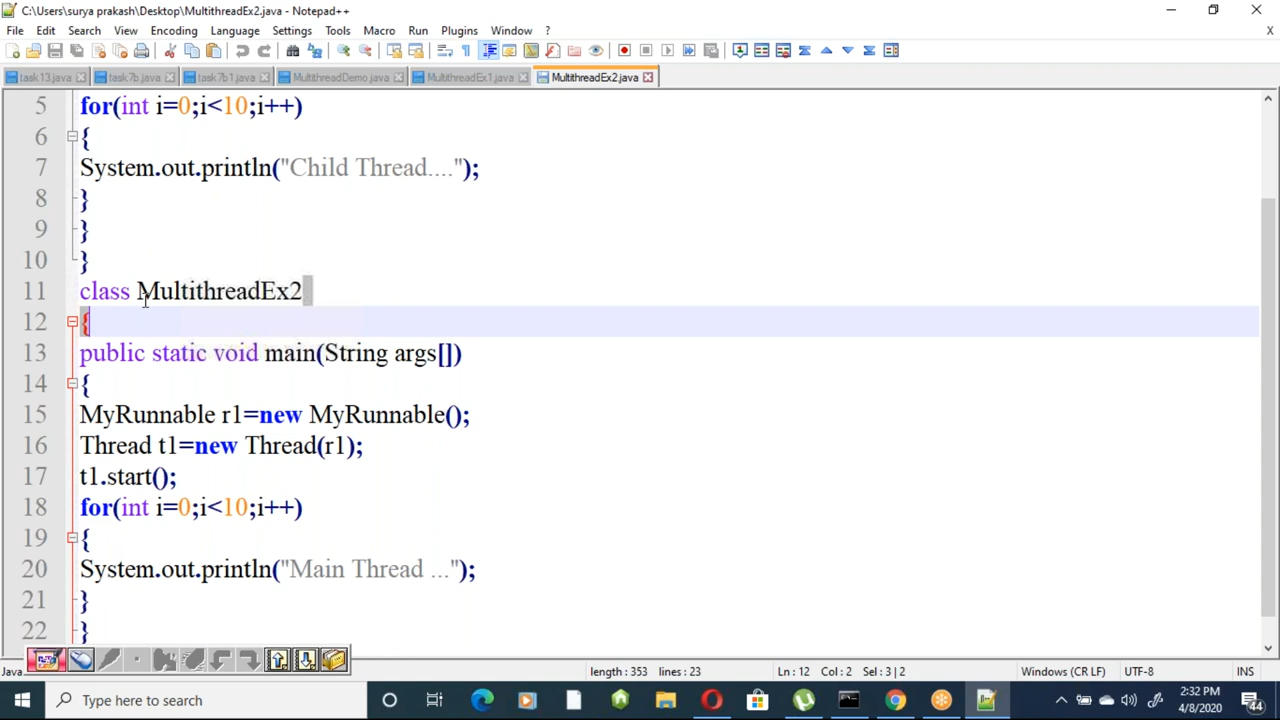 C:\Users\surya prakash\Desktop\MultithreadEx2.java - Notepad++
File Edit Search View Encoding Language Settings Tools Macro Run Plugins Window ? X
task13.java task7b.java task7b1.java MultithreadDemo.java MultithreadEx1.java MultithreadEx2.java
5 for(int i=0;i<10;i++)
6 {
7 System.out.println("Child Thread....");
8 }
9 }
10 }
11 class MultithreadEx2
12 {
13 public static void main(String args[])
14 {
15 MyRunnable r1=new MyRunnable();
16 Thread t1=new Thread(r1);
17 t1.start();
18 for(int i=0;i<10;i++)
19 {
20 System.out.println("Main Thread ...");
21 }
22 }
Java length : 353 lines : 23 Ln : 12 Col : 2 Sel : 3 | 2 Windows (CR LF) UTF-8 INS
Type here to search 2:32 PM
4/8/2020 44